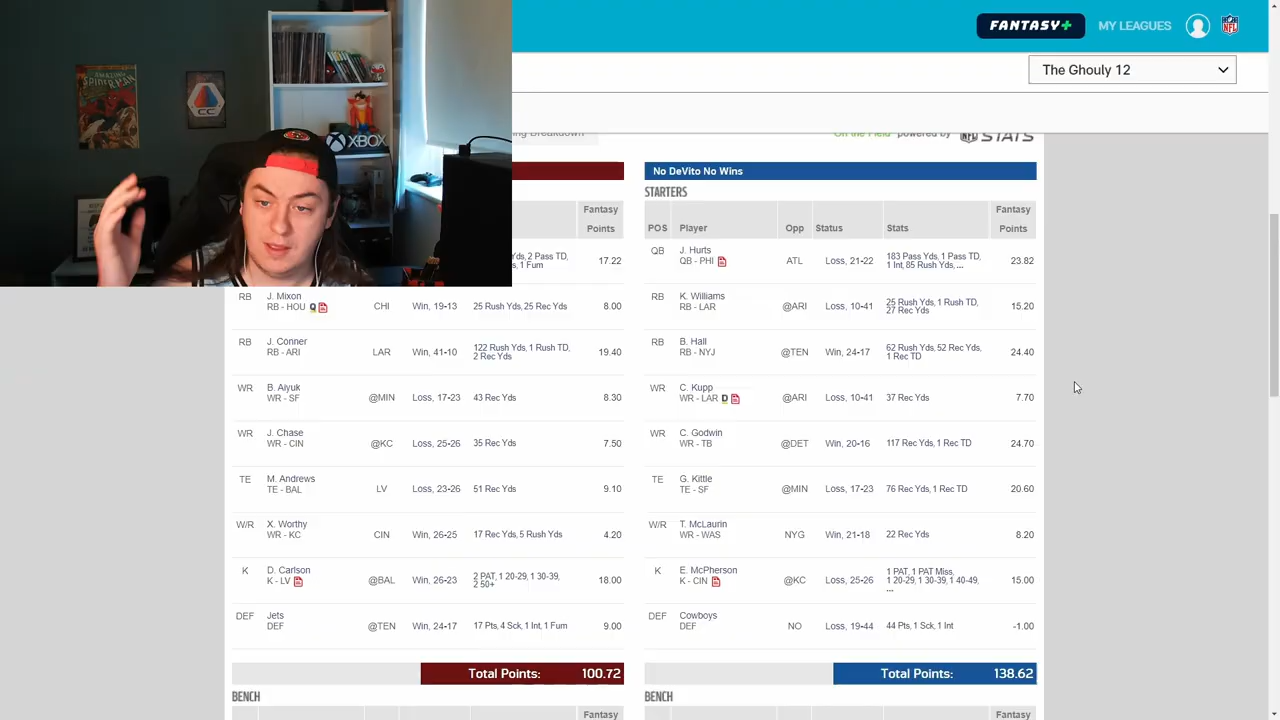 FANTASY+ MY LEAGUES
The Ghouly 12
AMAZING
SPIDER-MAN
XBOX
On the Field powered by NFL STATS
No DeVito No Wins
STARTERS
Fantasy Points
POS Player Opp Status Stats Fantasy Points
Yds, 2 Pass TD,
s, 1 Fum
17.22
QB J. Hurts ATL Loss, 21-22 183 Pass Yds, 1 Pass TD, 23.82
QB - PHI 1 Int, 85 Rush Yds,...
RB J. Mixon CHI Win, 19-13 25 Rush Yds, 25 Rec Yds 8.00
RB - HOU Q
RB K. Williams @ARI Loss, 10-41 25 Rush Yds, 1 Rush TD, 15.20
RB - LAR 27 Rec Yds
RB J. Conner LAR Win, 41-10 122 Rush Yds, 1 Rush TD, 19.40
RB - ARI 2 Rec Yds
RB B. Hall @TEN Win, 24-17 62 Rush Yds, 52 Rec Yds, 24.40
RB - NYJ 1 Rec TD
WR B. Aiyuk @MIN Loss, 17-23 43 Rec Yds 8.30
WR - SF
WR C. Kupp @ARI Loss, 10-41 37 Rec Yds 7.70
WR - LAR D
WR J. Chase @KC Loss, 25-26 35 Rec Yds 7.50
WR - CIN
WR C. Godwin @DET Win, 20-16 117 Rec Yds, 1 Rec TD 24.70
WR - TB
TE M. Andrews LV Loss, 23-26 51 Rec Yds 9.10
TE - BAL
TE G. Kittle @MIN Loss, 17-23 76 Rec Yds, 1 Rec TD 20.60
TE - SF
W/R X. Worthy CIN Win, 26-25 17 Rec Yds, 5 Rush Yds 4.20
WR - KC
W/R T. McLaurin NYG Win, 21-18 22 Rec Yds 8.20
WR - WAS
K D. Carlson @BAL Win, 26-23 2 PAT, 1 20-29, 1 30-39, 18.00
K - LV 2 50+
K E. McPherson @KC Loss, 25-26 1 PAT, 1 PAT Miss, 15.00
K - CIN 1 20-29, 1 30-39, 1 40-49,
...
DEF Jets @TEN Win, 24-17 17 Pts, 4 Sck, 1 Int, 1 Fum 9.00
DEF
DEF Cowboys NO Loss, 19-44 44 Pts, 1 Sck, 1 Int -1.00
DEF
Total Points: 100.72
Total Points: 138.62
BENCH
BENCH
Fantasy
Fantasy